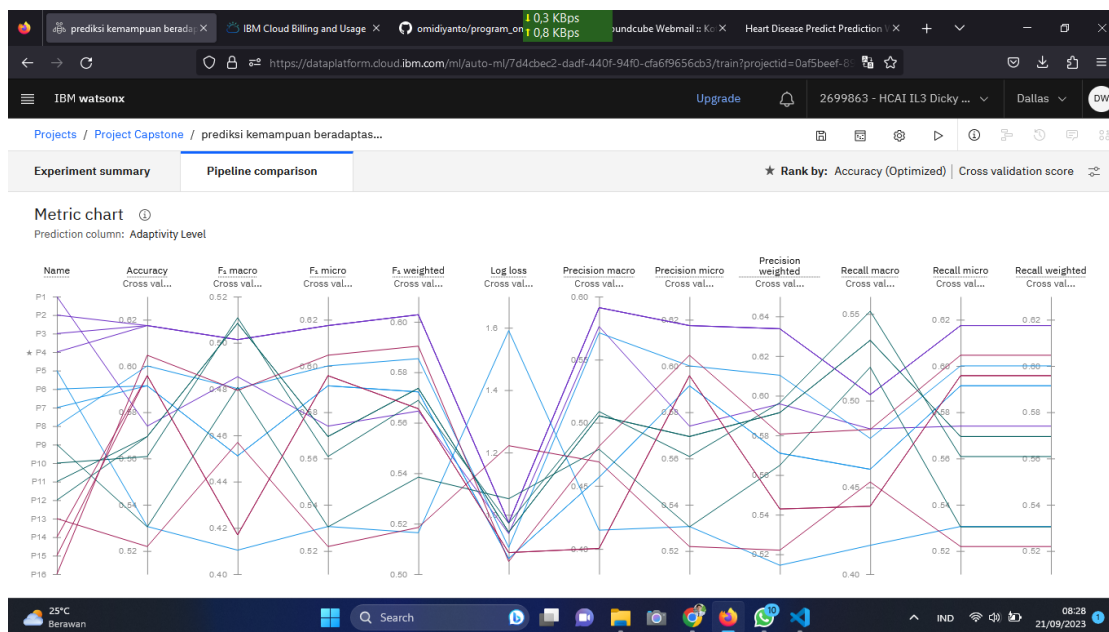 prediksi kemampuan beradap
IBM Cloud Billing and Usage
omidiyanto/program_on
0,3 KBps
0,8 KBps
undcube Webmail :: Ko
Heart Disease Predict Prediction
https://dataplatform.cloud.ibm.com/ml/auto-ml/7d4cbec2-dadf-440f-94f0-cfa6f9656cb3/train?projectid=0af5beef-8
IBM watsonx
Upgrade
2699863 - HCAI IL3 Dicky ...
Dallas
DW
Projects / Project Capstone / prediksi kemampuan beradaptas...
Experiment summary
Pipeline comparison
★ Rank by: Accuracy (Optimized) | Cross validation score
Metric chart
Prediction column: Adaptivity Level
Name Accuracy F₁ macro F₁ micro F₁ weighted Log loss Precision macro Precision micro Precision weighted Recall macro Recall micro Recall weighted
Cross val... Cross val... Cross val... Cross val... Cross val... Cross val... Cross val... Cross val... Cross val... Cross val... Cross val...
P1
P2
P3
★ P4
P5
P6
P7
P8
P9
P10
P11
P12
P13
P14
P15
P16
0.62
0.60
0.58
0.56
0.54
0.52
0.52
0.50
0.48
0.46
0.44
0.42
0.40
0.62
0.60
0.58
0.56
0.54
0.52
0.60
0.58
0.56
0.54
0.52
0.50
1.6
1.4
1.2
0.60
0.55
0.50
0.45
0.40
0.62
0.60
0.58
0.56
0.54
0.52
0.64
0.62
0.60
0.58
0.56
0.54
0.52
0.55
0.50
0.45
0.40
0.62
0.60
0.58
0.56
0.54
0.52
0.62
0.60
0.58
0.56
0.54
0.52
25°C
Berawan
Search
10
IND
08:28
21/09/2023
1